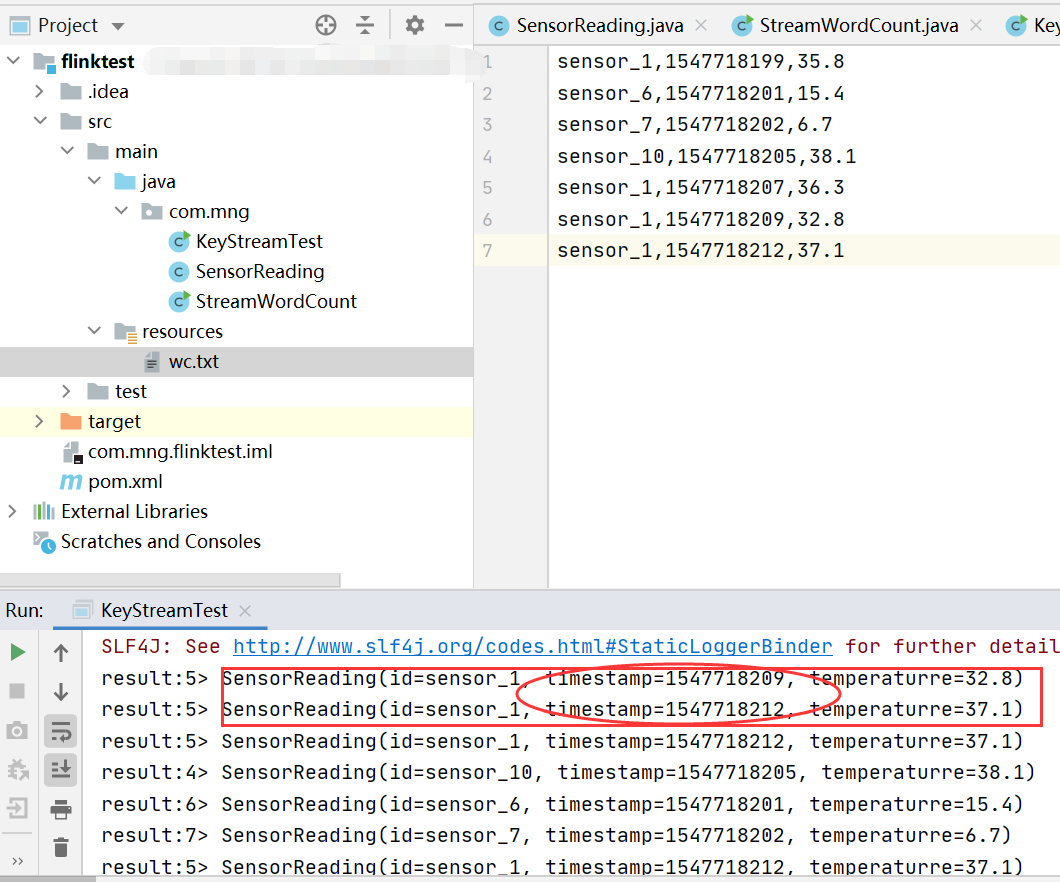 Project
SensorReading.java
StreamWordCount.java
Key
flinktest
.idea
src
main
java
com.mng
KeyStreamTest
SensorReading
StreamWordCount
resources
wc.txt
test
target
com.mng.flinktest.iml
pom.xml
External Libraries
Scratches and Consoles
1 sensor_1,1547718199,35.8
2 sensor_6,1547718201,15.4
3 sensor_7,1547718202,6.7
4 sensor_10,1547718205,38.1
5 sensor_1,1547718207,36.3
6 sensor_1,1547718209,32.8
7 sensor_1,1547718212,37.1
Run: KeyStreamTest
SLF4J: See http://www.slf4j.org/codes.html#StaticLoggerBinder for further detail
result:5> SensorReading(id=sensor_1, timestamp=1547718209, temperaturre=32.8)
result:5> SensorReading(id=sensor_1, timestamp=1547718212, temperaturre=37.1)
result:5> SensorReading(id=sensor_1, timestamp=1547718212, temperaturre=37.1)
result:4> SensorReading(id=sensor_10, timestamp=1547718205, temperaturre=38.1)
result:6> SensorReading(id=sensor_6, timestamp=1547718201, temperaturre=15.4)
result:7> SensorReading(id=sensor_7, timestamp=1547718202, temperaturre=6.7)
result:5> SensorReading(id=sensor_1, timestamp=1547718212, temperaturre=37.1)